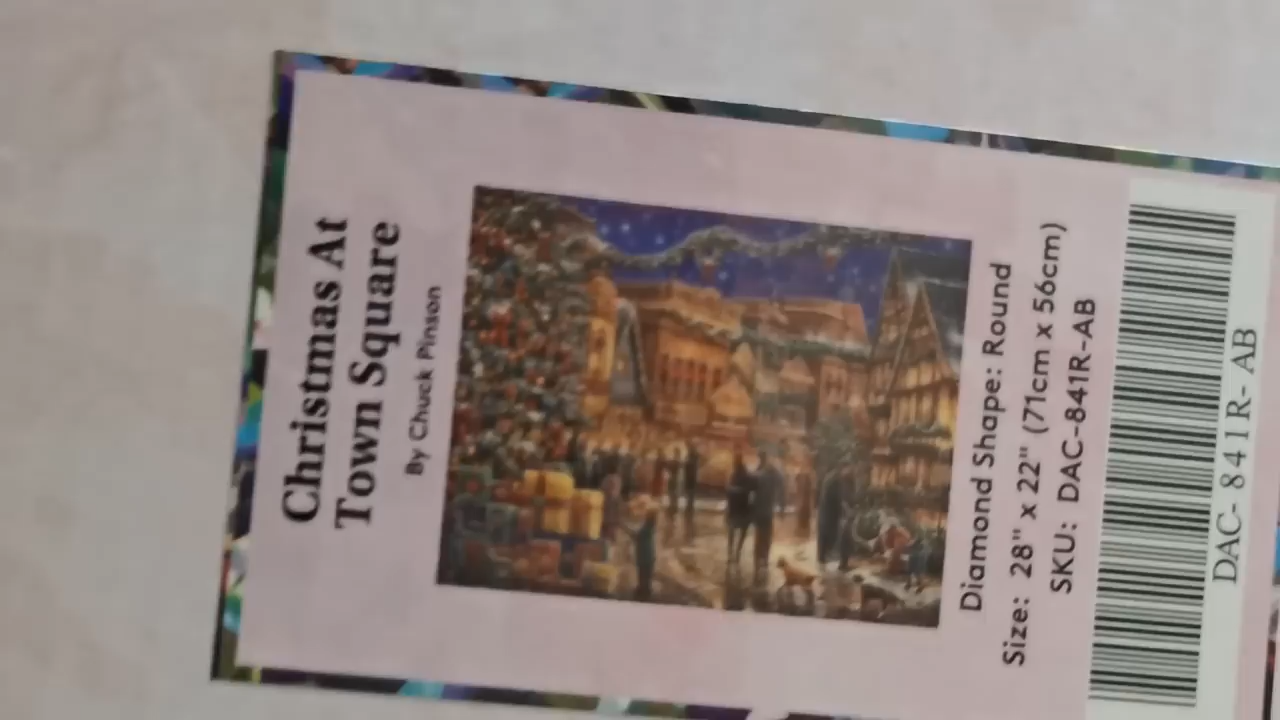 Christmas At
Town Square
By Chuck Pinson
Diamond Shape: Round
Size: 28" x 22" (71cm x 56cm)
SKU: DAC-841R-AB
DAC- 841R- AB